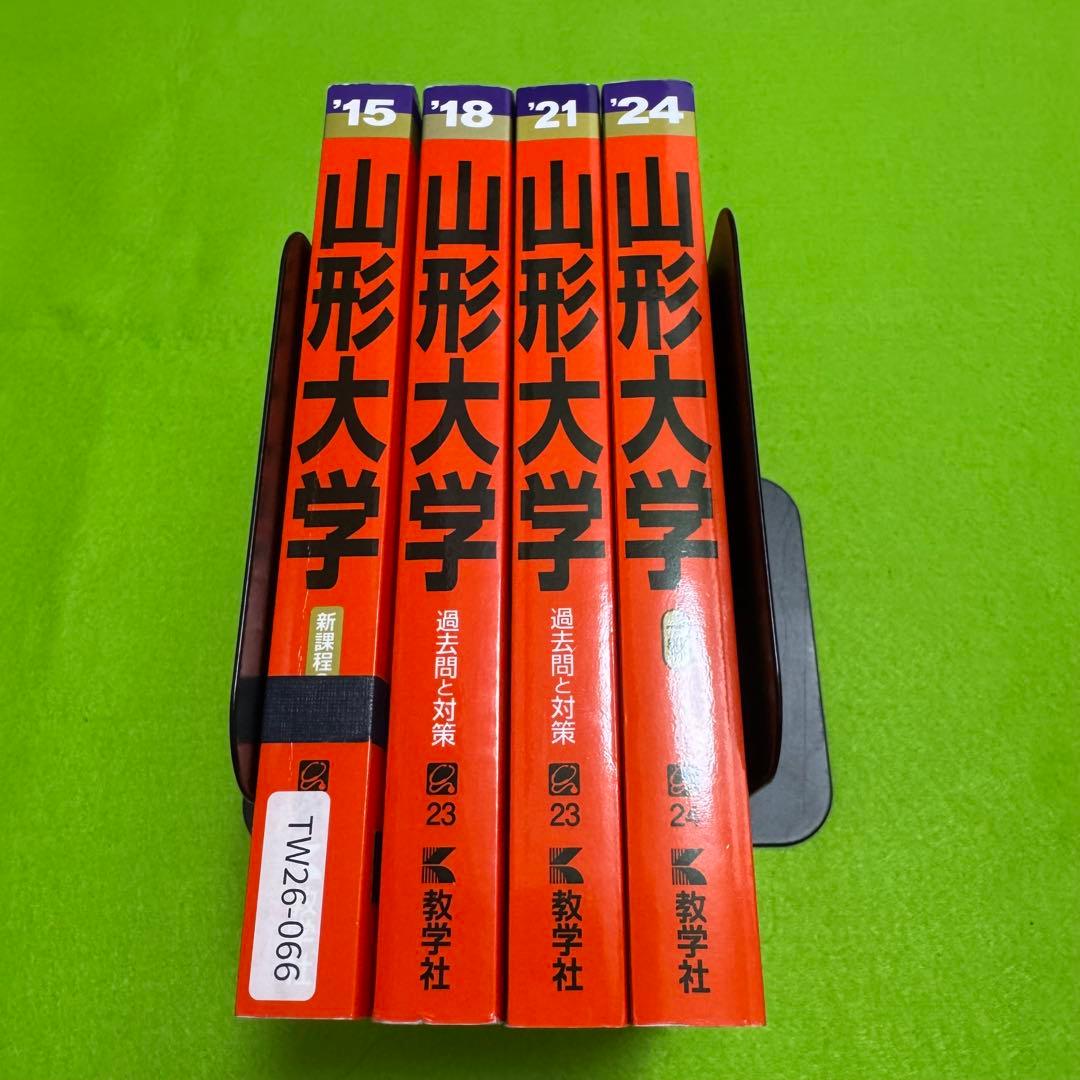 '15
山形大学
新課程
TW26-066
'18
山形大学
過去問と対策
23
教学社
'21
山形大学
過去問と対策
23
教学社
'24
山形大学
24
教学社